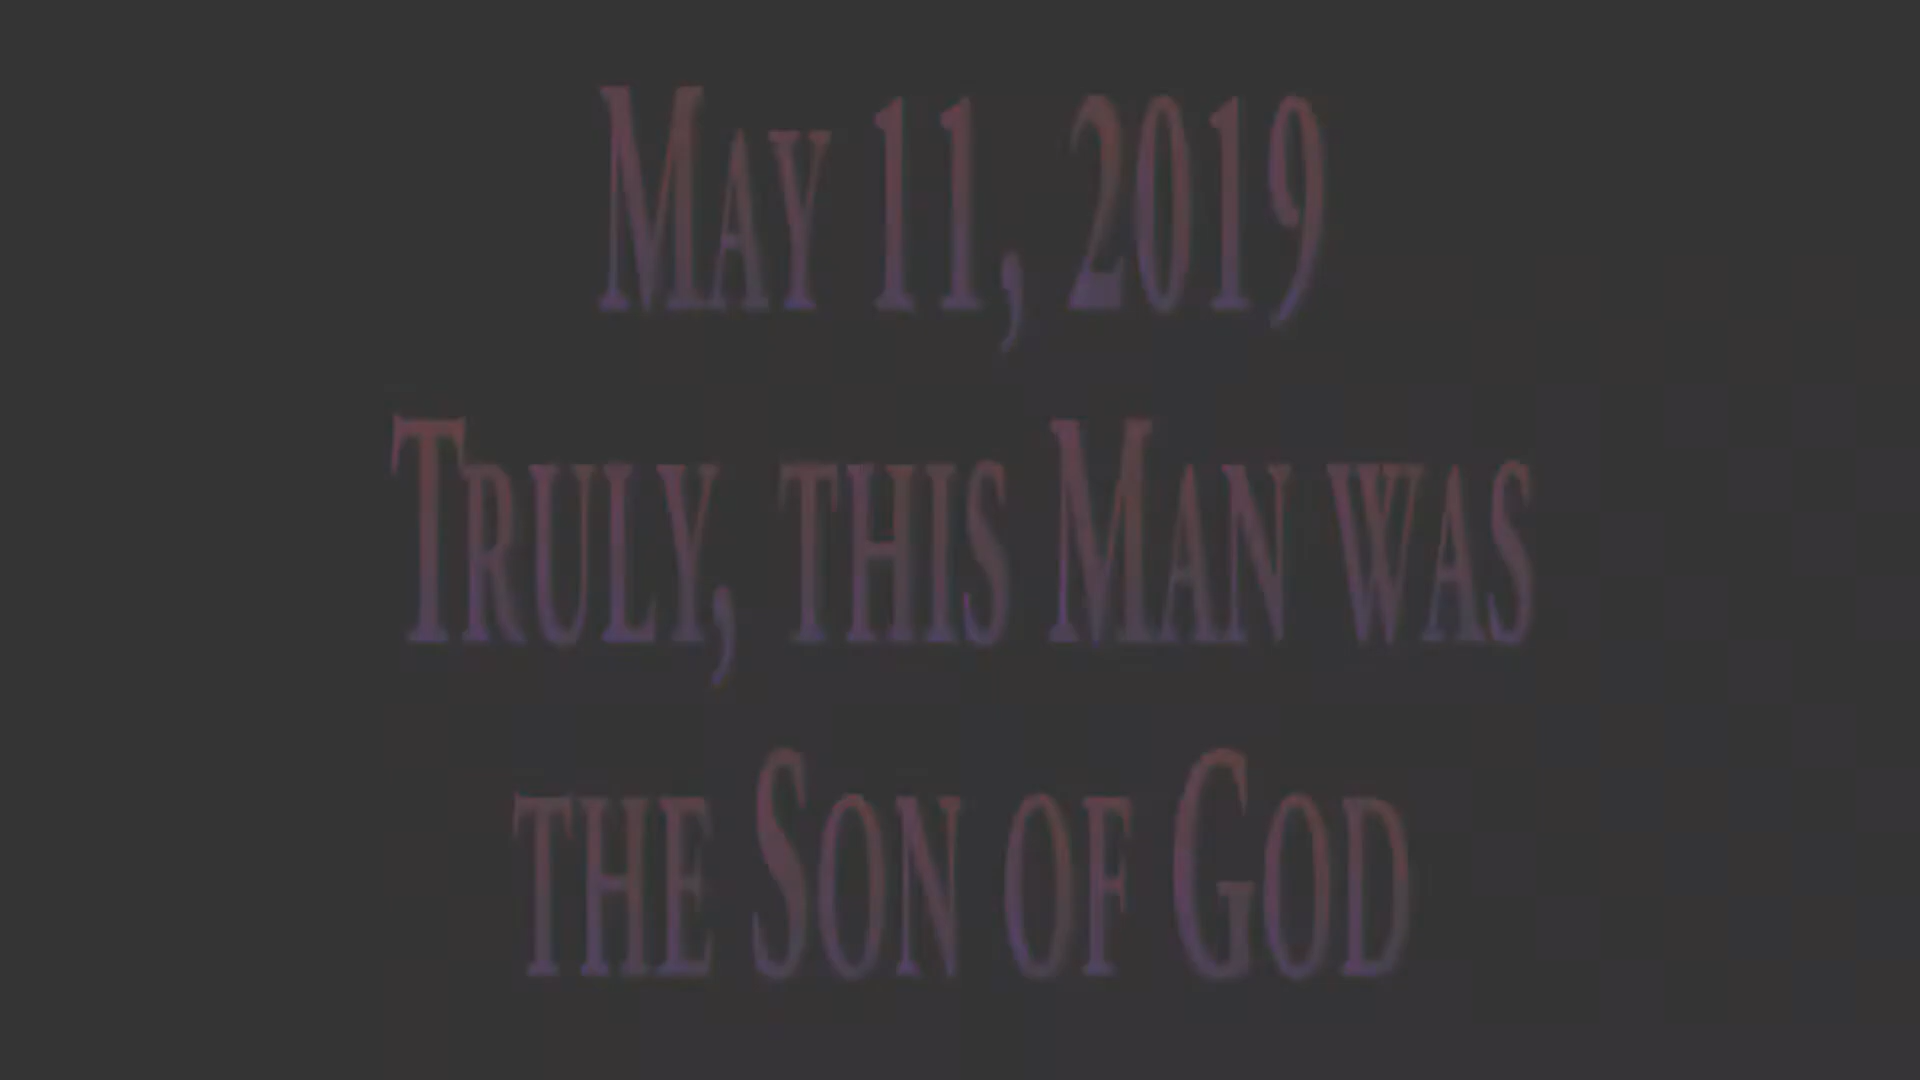 May 11, 2019
Truly, this Man was
the Son of God